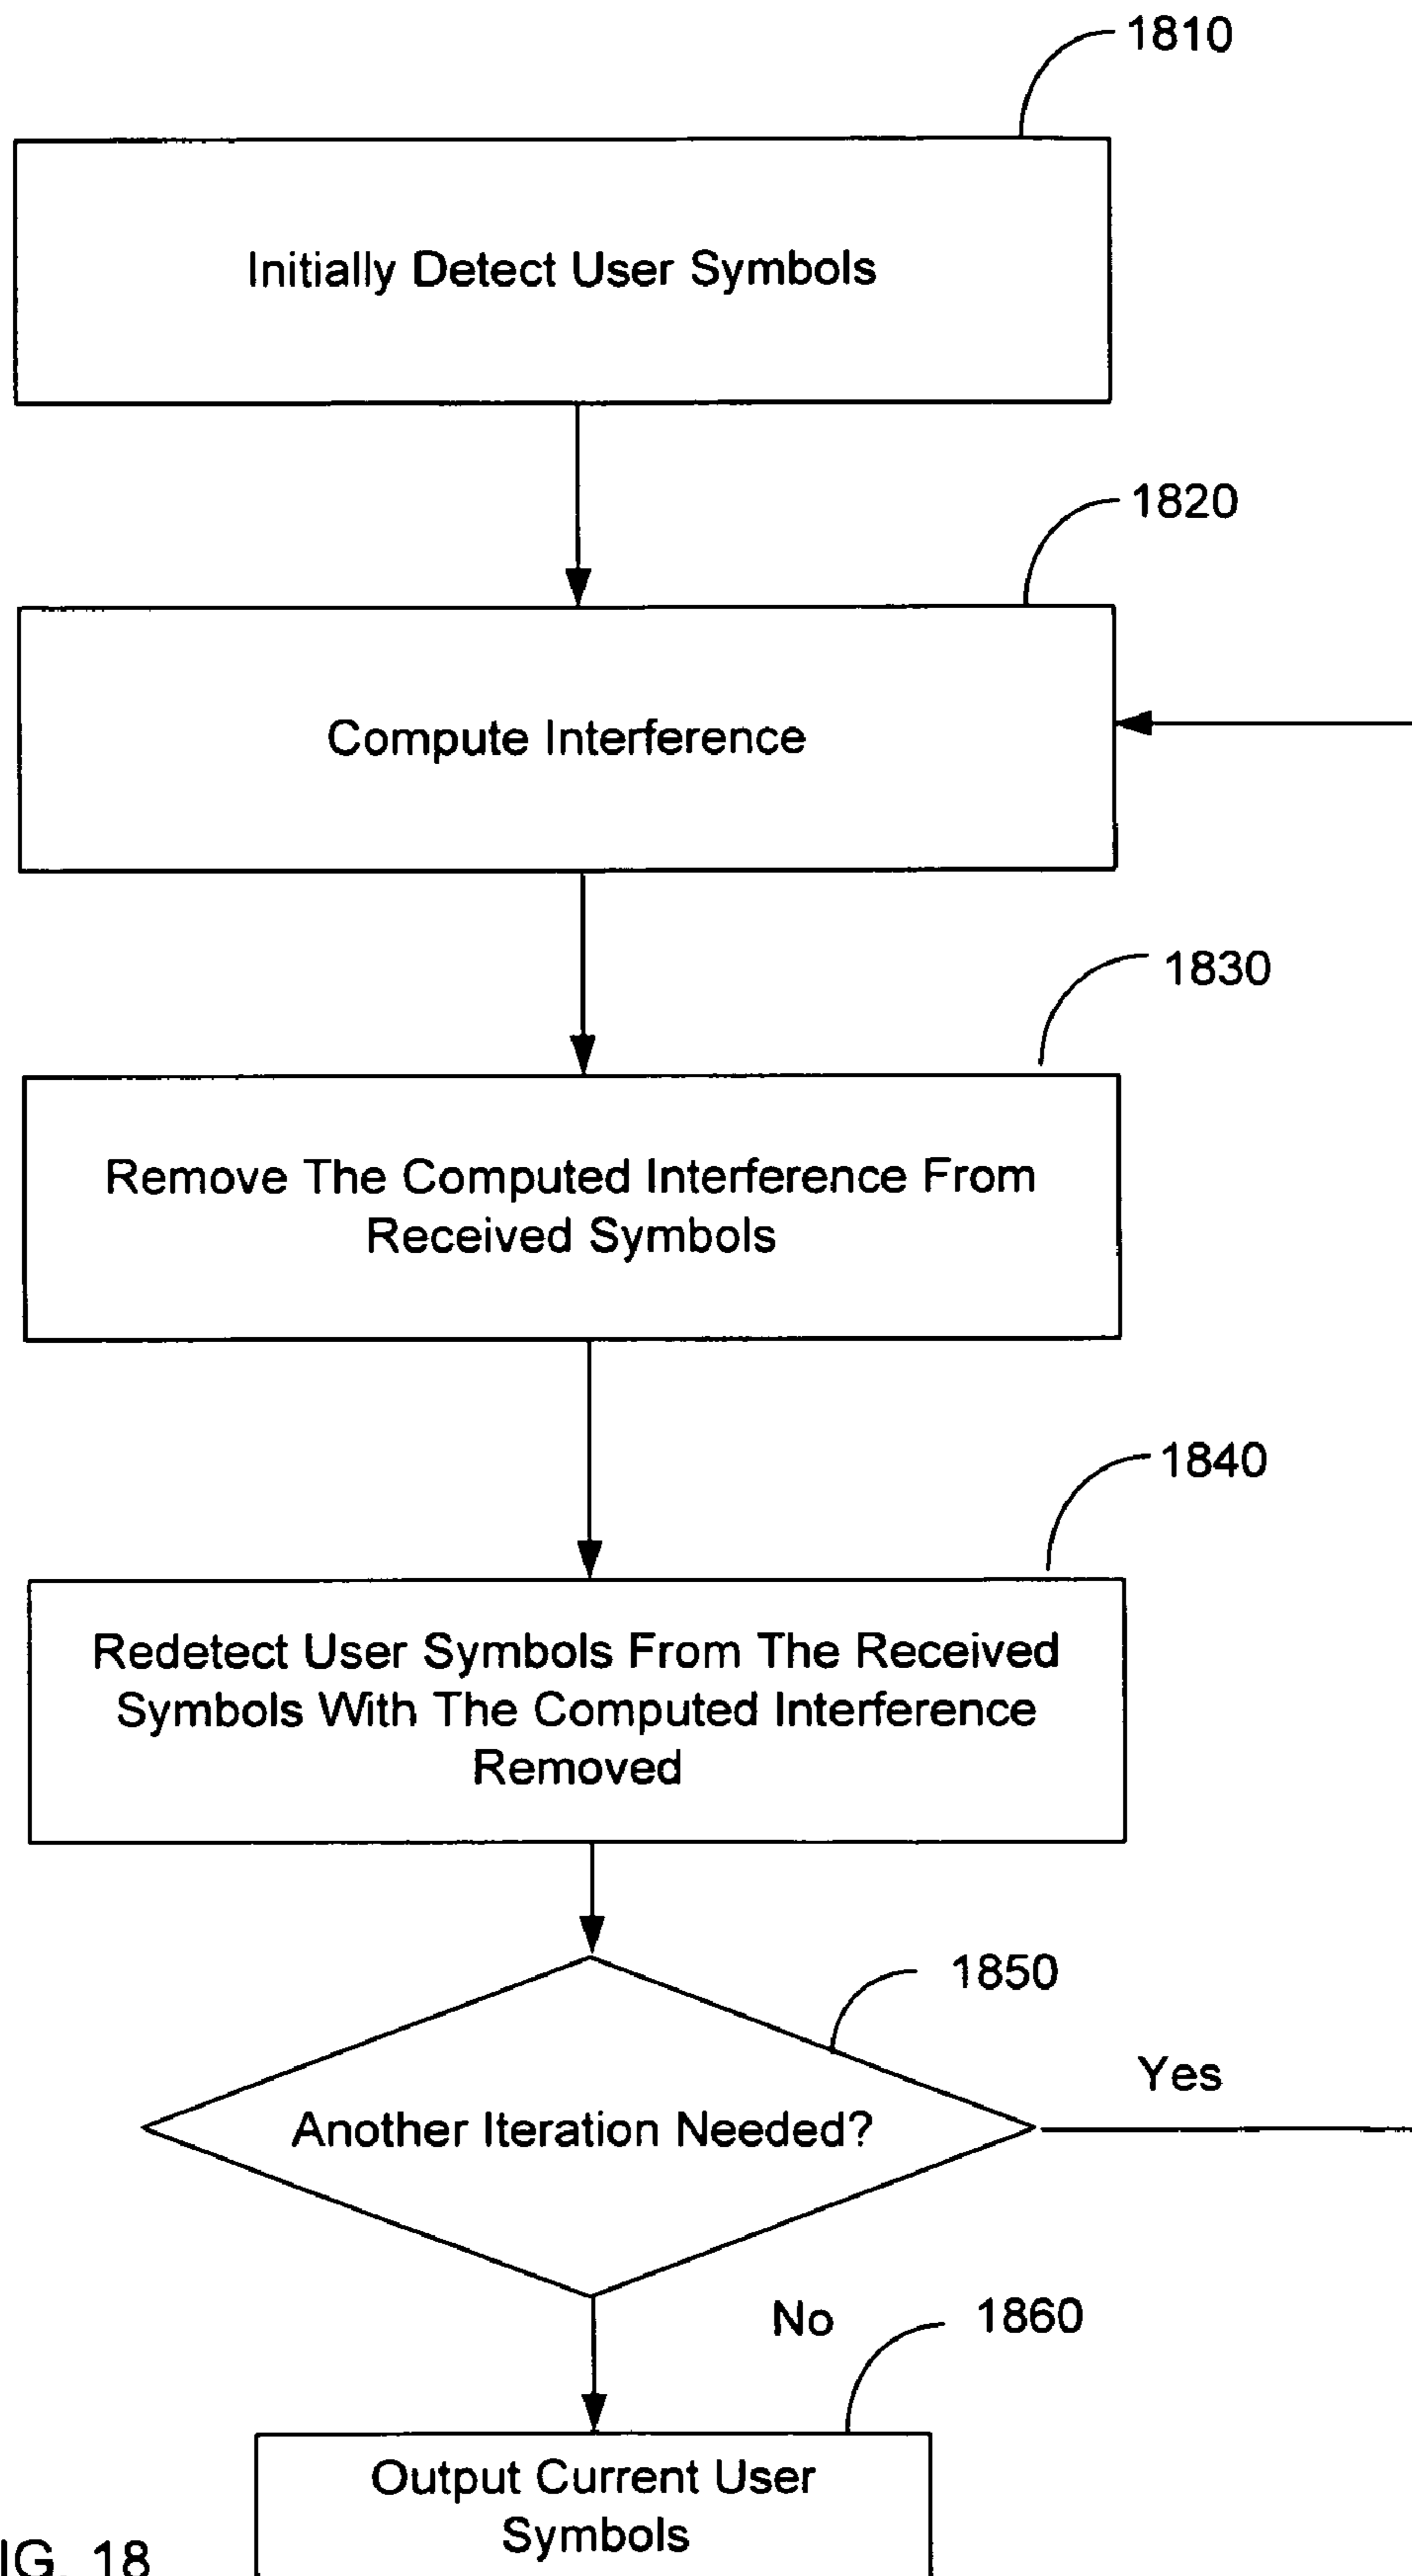 1810
Initially Detect User Symbols
1820
Compute Interference
1830
Remove The Computed Interference From
Received Symbols
1840
Redetect User Symbols From The Received
Symbols With The Computed Interference
Removed
1850
Yes
Another Iteration Needed?
No
1860
Output Current User
Symbols
IG. 18